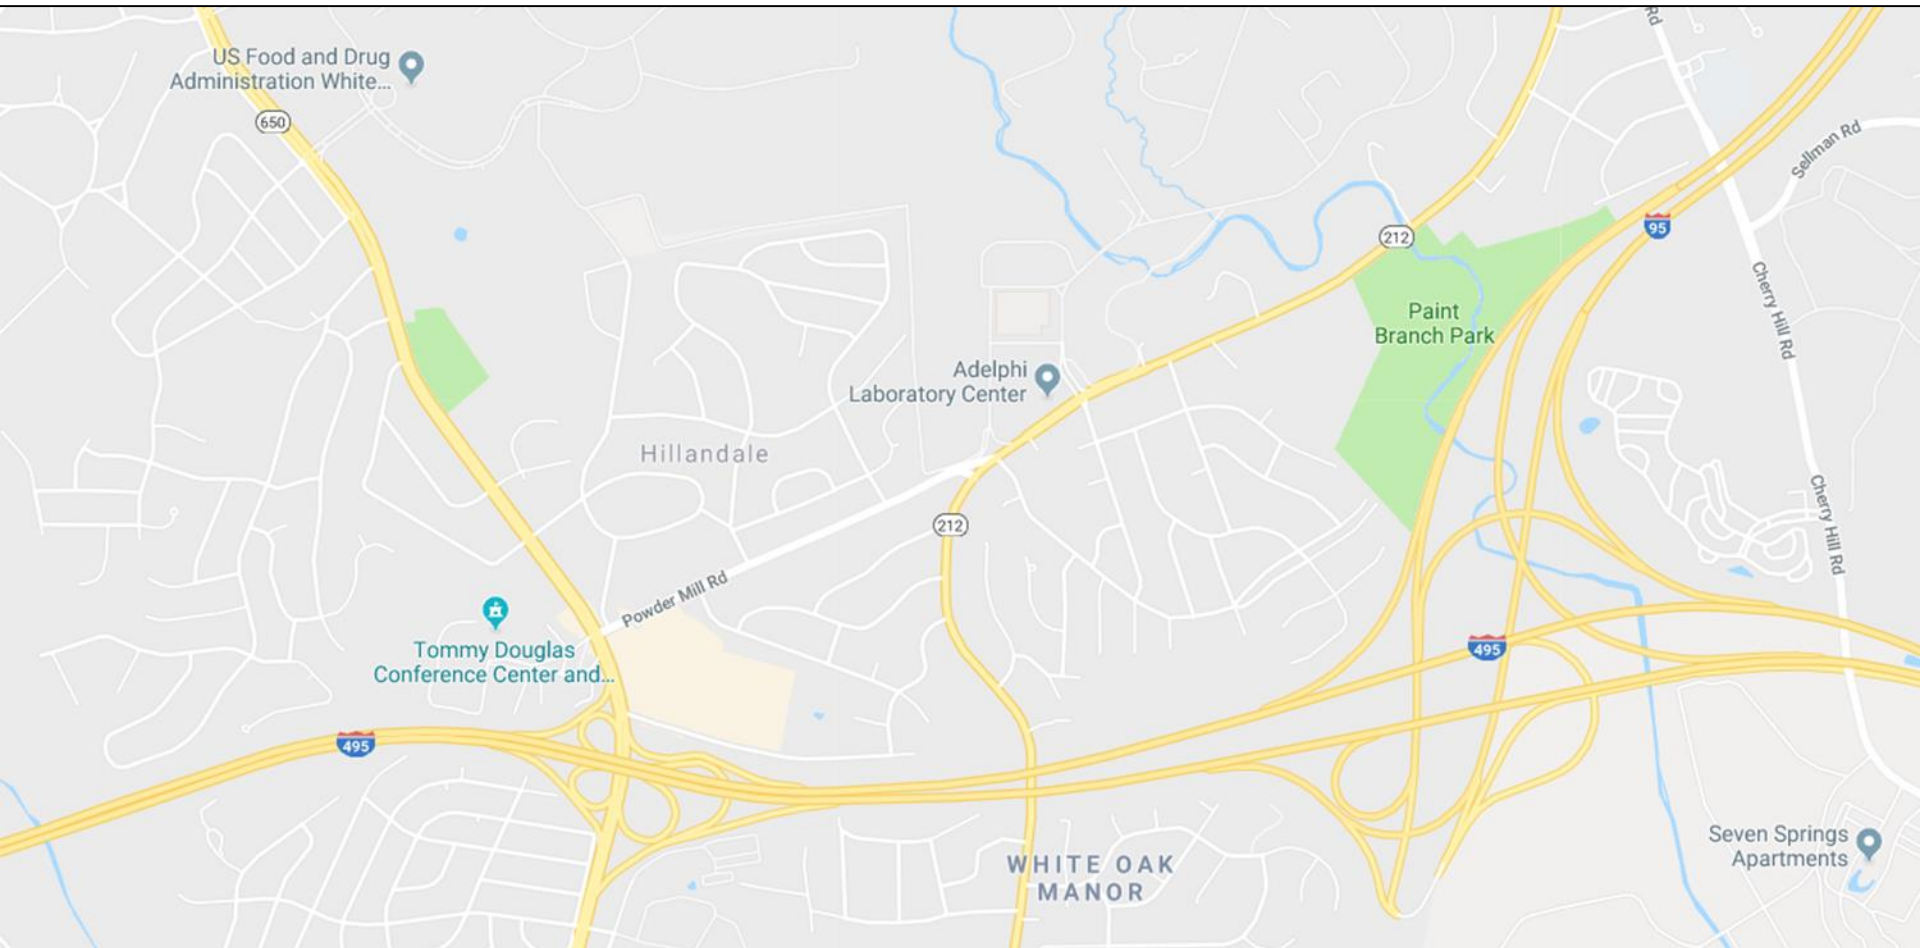 Rd
US Food and Drug
Administration White...
650
Sellman Rd
212
95
Cherry Hill Rd
Paint
Branch Park
Adelphi
Laboratory Center
Hillandale
Cherry Hill Rd
212
Powder Mill Rd
Tommy Douglas
Conference Center and...
495
495
Seven Springs
Apartments
WHITE OAK
MANOR